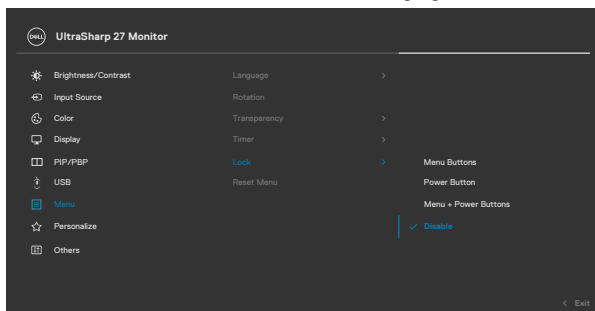 DELL UltraSharp 27 Monitor
Brightness/Contrast Language >
Input Source Rotation
Color Transparency >
Display Timer >
PIP/PBP Lock > Menu Buttons
USB Reset Menu Power Button
Menu Menu + Power Buttons
Personalize ✓ Disable
Others
< Exit